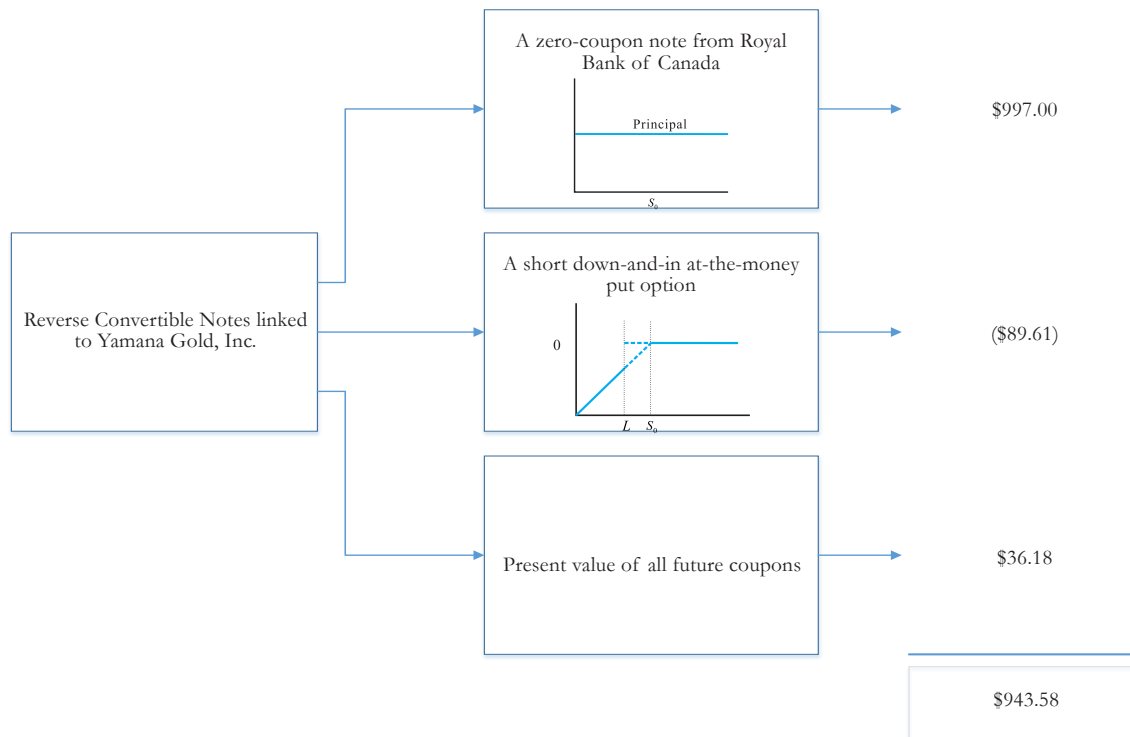 A zero-coupon note from Royal
Bank of Canada
Principal
S₀
$997.00
Reverse Convertible Notes linked
to Yamana Gold, Inc.
A short down-and-in at-the-money
put option
0
L S₀
($89.61)
Present value of all future coupons
$36.18
$943.58